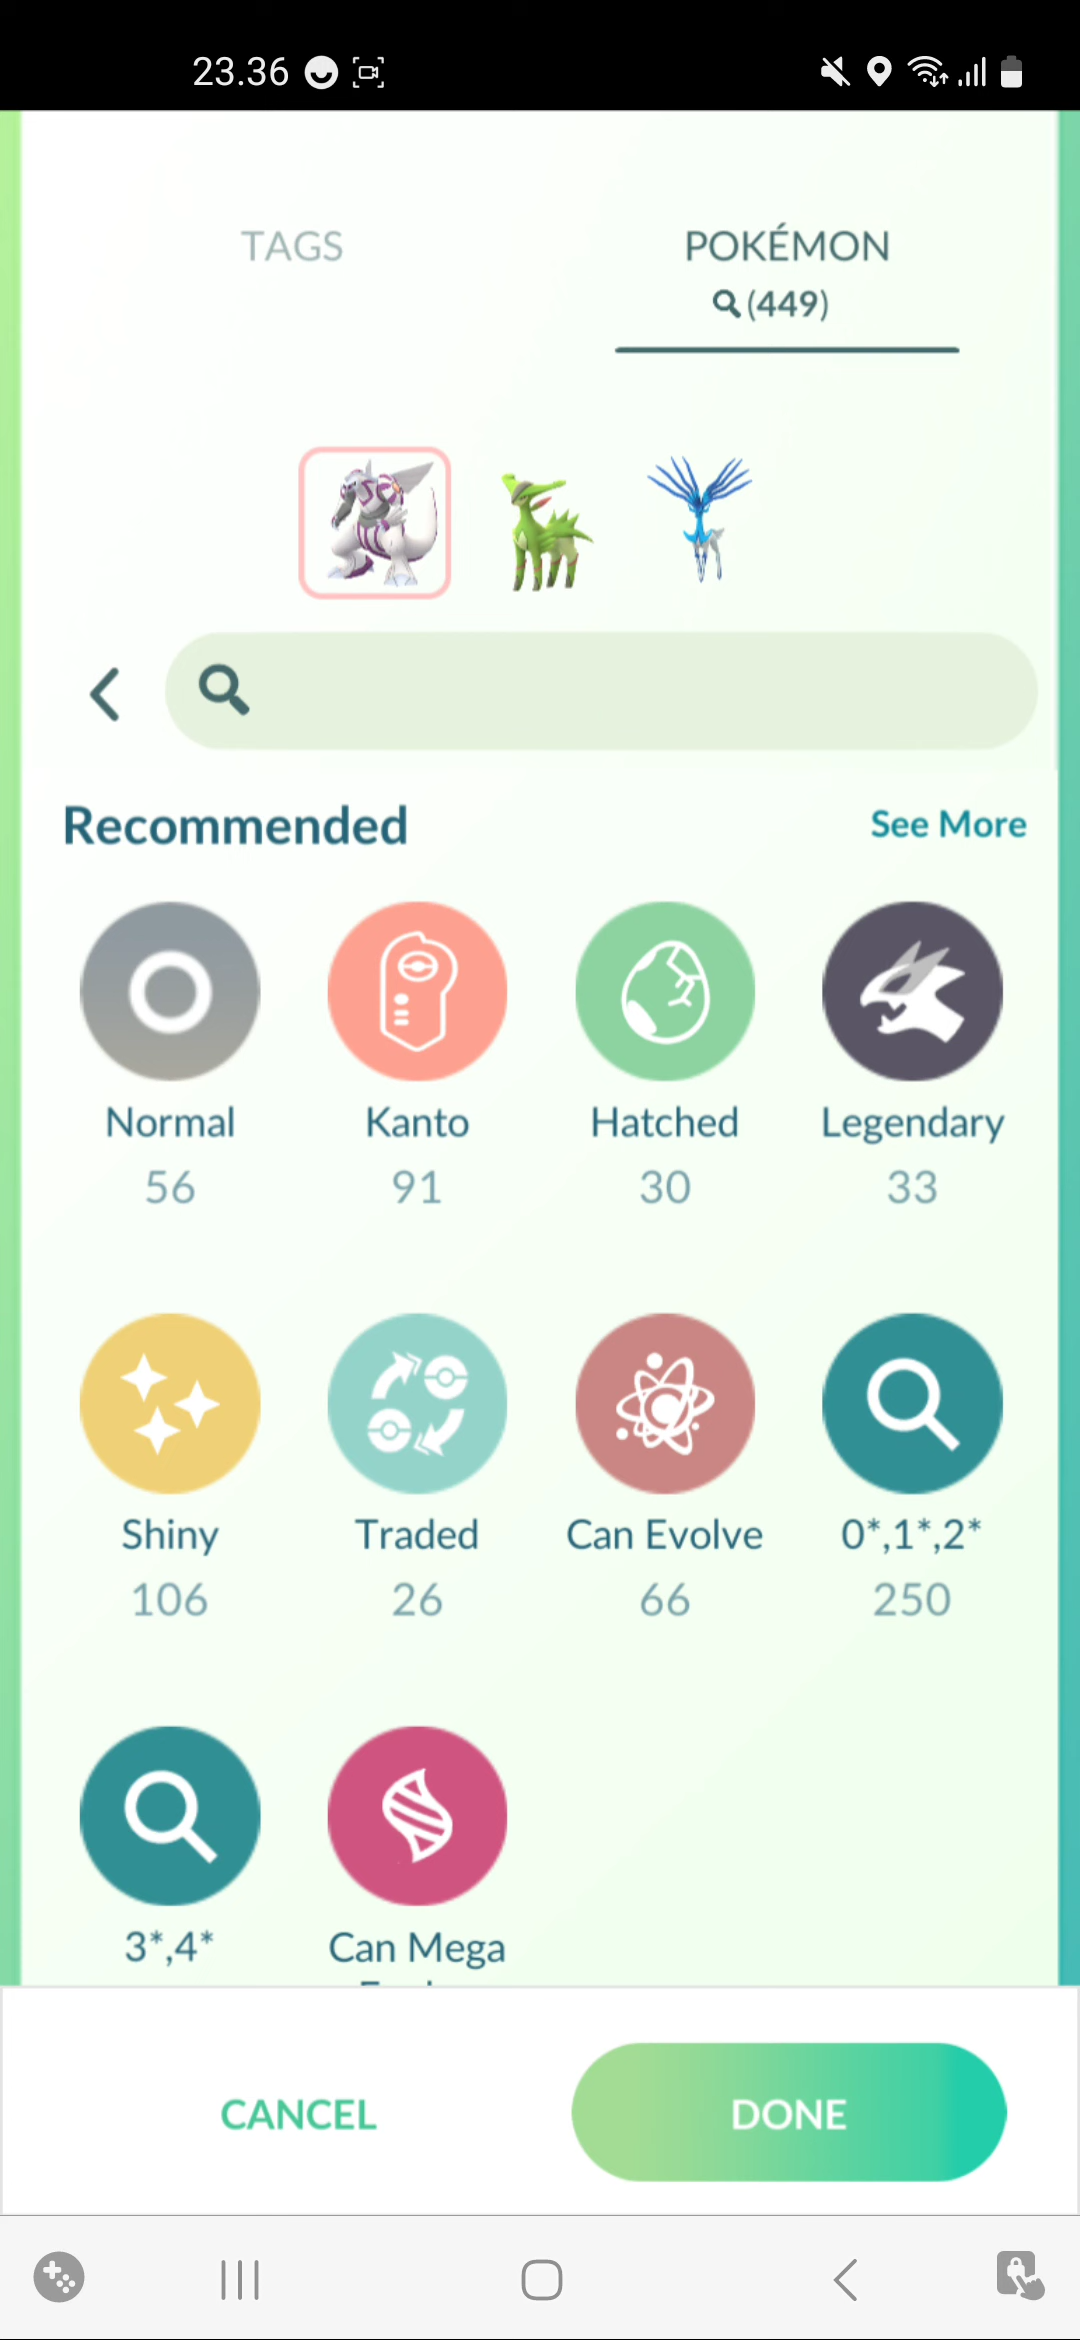 23.36
TAGS
POKÉMON
(449)
Recommended
See More
Normal
Kanto
Hatched
Legendary
56
91
30
33
Shiny
Traded
Can Evolve
0*,1*,2*
106
26
66
250
3*,4*
Can Mega
CANCEL
DONE